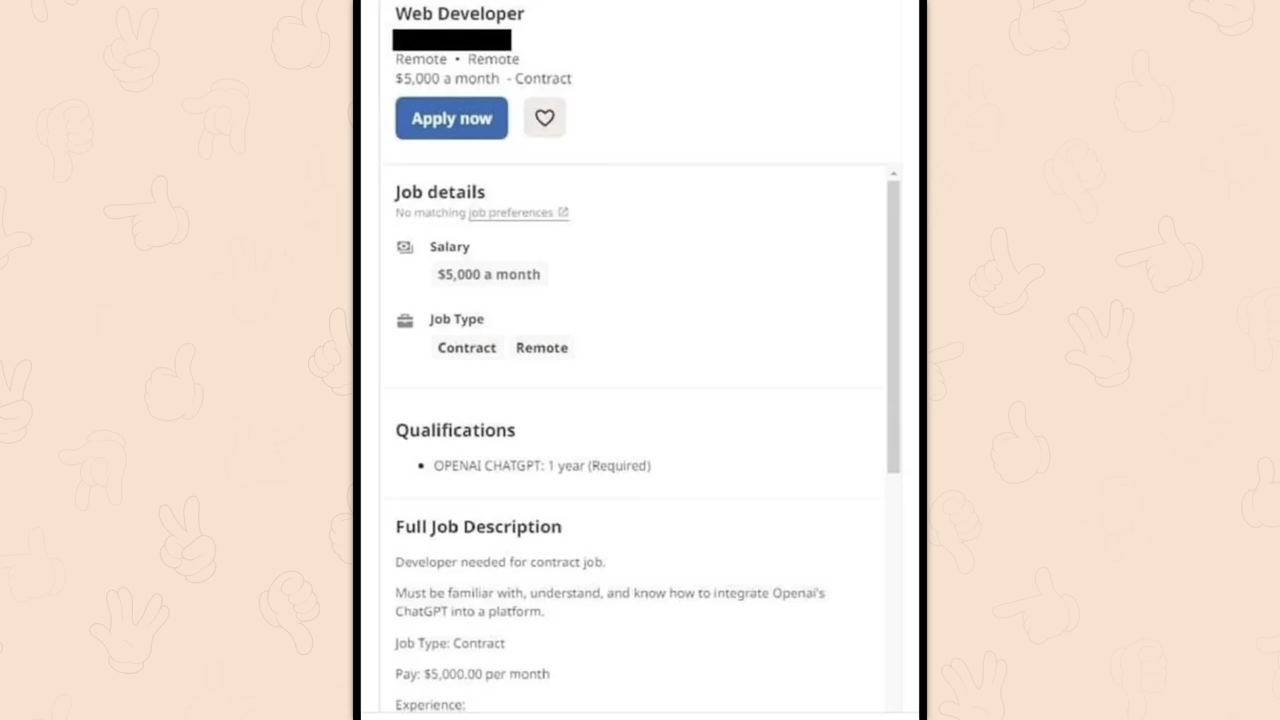 Web Developer
Remote • Remote
$5,000 a month - Contract
Apply now
Job details
No matching job preferences
Salary
$5,000 a month
Job Type
Contract Remote
Qualifications
• OPENAI CHATGPT: 1 year (Required)
Full Job Description
Developer needed for contract job.
Must be familiar with, understand, and know how to integrate Openai's
ChatGPT into a platform.
Job Type: Contract
Pay: $5,000.00 per month
Experience: